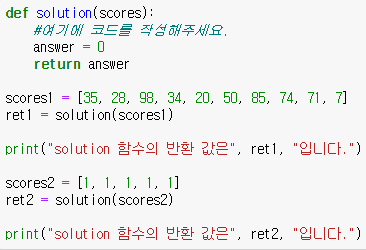 def solution(scores):
    #여기에 코드를 작성해주세요.
    answer = 0
    return answer

scores1 = [35, 28, 98, 34, 20, 50, 85, 74, 71, 7]
ret1 = solution(scores1)

print("solution 함수의 반환 값은", ret1, "입니다.")

scores2 = [1, 1, 1, 1, 1]
ret2 = solution(scores2)

print("solution 함수의 반환 값은", ret2, "입니다.")